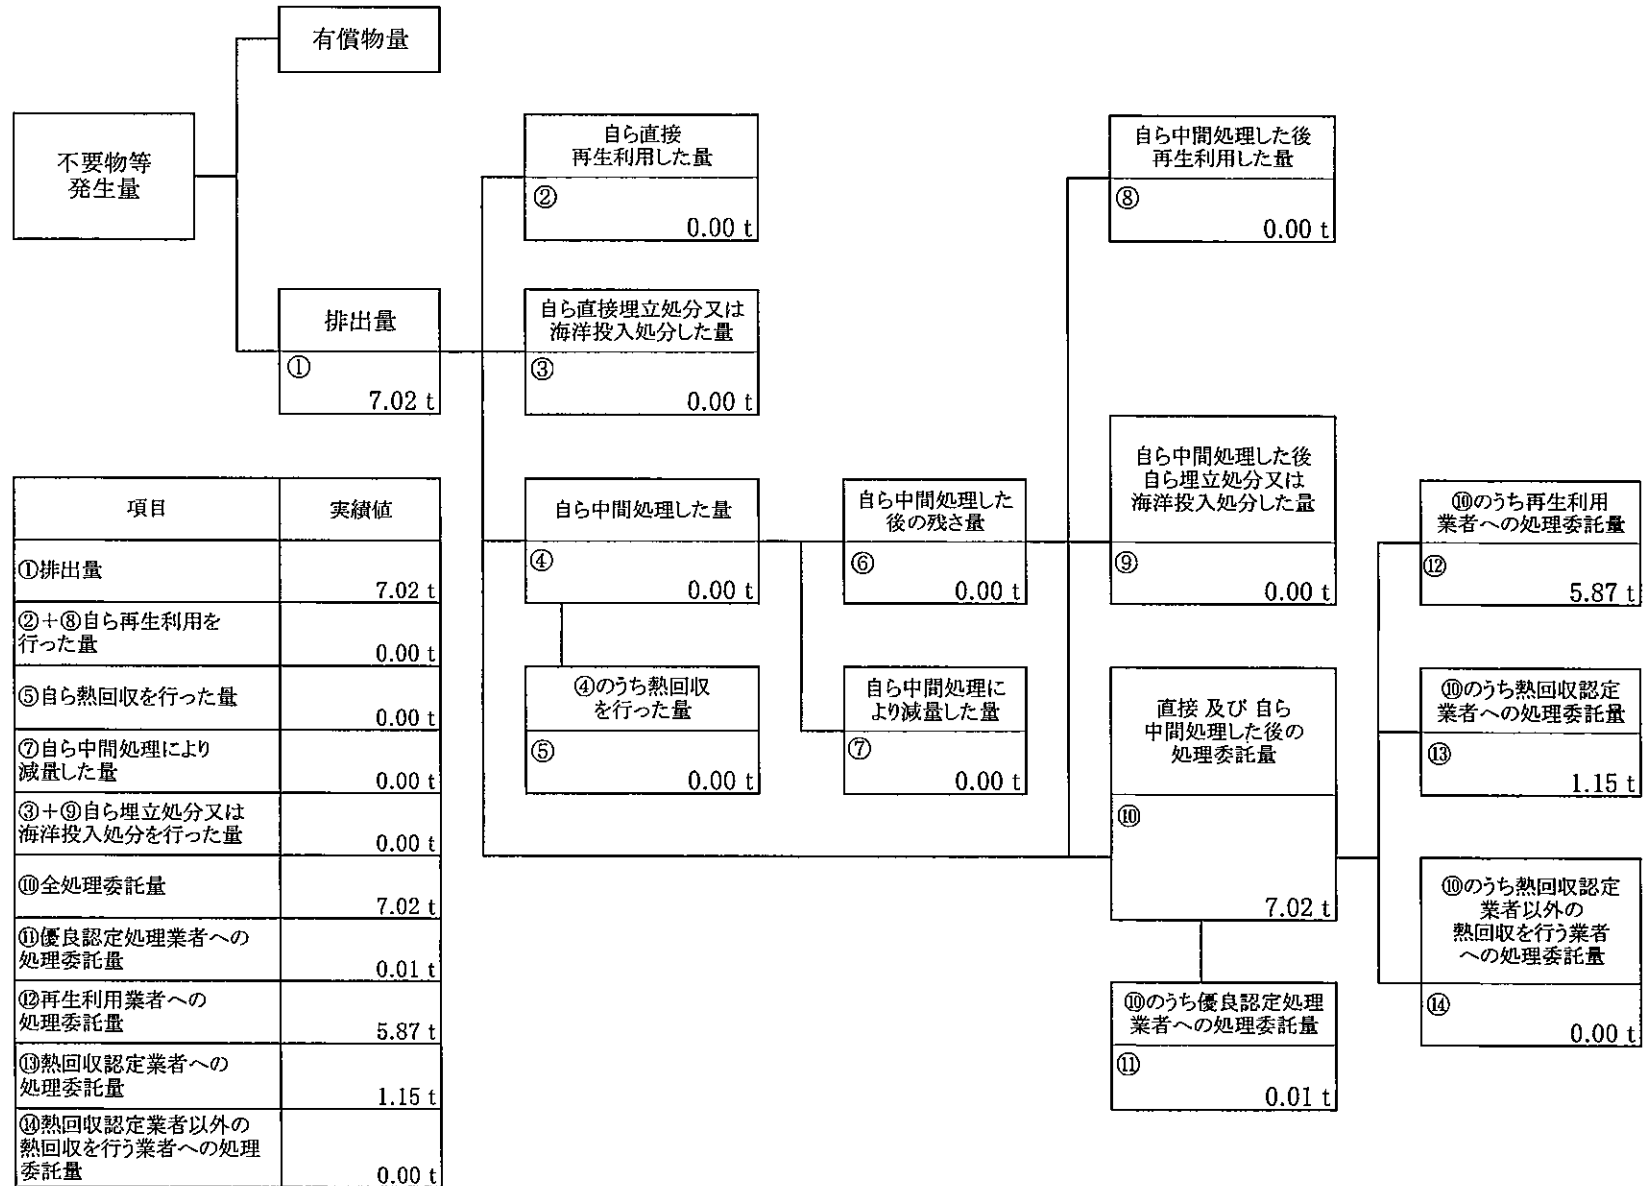 有償物量
不要物等
発生量
自ら直接
再生利用した量
②
0.00 t
自ら中間処理した後
再生利用した量
⑧
0.00 t
排出量
①
7.02 t
自ら直接埋立処分又は
海洋投入処分した量
③
0.00 t
自ら中間処理した量
④
0.00 t
自ら中間処理した
後の残さ量
⑥
0.00 t
自ら中間処理した後
自ら埋立処分又は
海洋投入処分した量
⑨
0.00 t
⑩のうち再生利用
業者への処理委託量
⑫
5.87 t
④のうち熱回収
を行った量
⑤
0.00 t
自ら中間処理に
より減量した量
⑦
0.00 t
直接 及び 自ら
中間処理した後の
処理委託量
⑩
7.02 t
⑩のうち熱回収認定
業者への処理委託量
⑬
1.15 t
⑩のうち熱回収認定
業者以外の
熱回収を行う業者
への処理委託量
⑭
0.00 t
⑩のうち優良認定処理
業者への処理委託量
⑪
0.01 t
項目 実績値
①排出量
7.02 t
②+⑧自ら再生利用を
行った量
0.00 t
⑤自ら熱回収を行った量
0.00 t
⑦自ら中間処理により
減量した量
0.00 t
③+⑨自ら埋立処分又は
海洋投入処分を行った量
0.00 t
⑩全処理委託量
7.02 t
⑪優良認定処理業者への
処理委託量
0.01 t
⑫再生利用業者への
処理委託量
5.87 t
⑬熱回収認定業者への
処理委託量
1.15 t
⑭熱回収認定業者以外の
熱回収を行う業者への処理
委託量
0.00 t